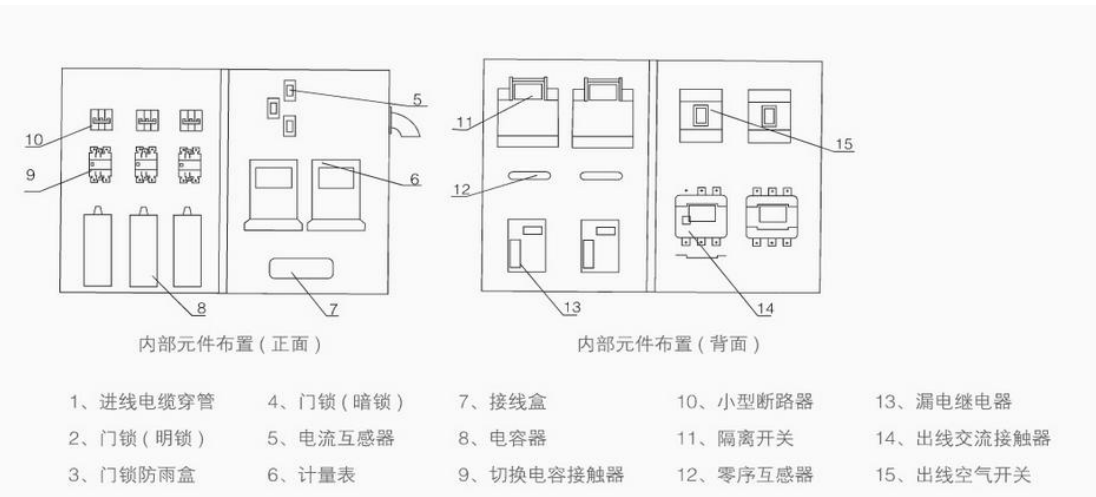 5
10
9
6
8
7
11
15
12
13
14
内部元件布置(正面)
内部元件布置(背面)
1、进线电缆穿管
4、门锁(暗锁)
7、接线盒
10、小型断路器
13、漏电继电器
2、门锁(明锁)
5、电流互感器
8、电容器
11、隔离开关
14、出线交流接触器
3、门锁防雨盒
6、计量表
9、切换电容接触器
12、零序互感器
15、出线空气开关